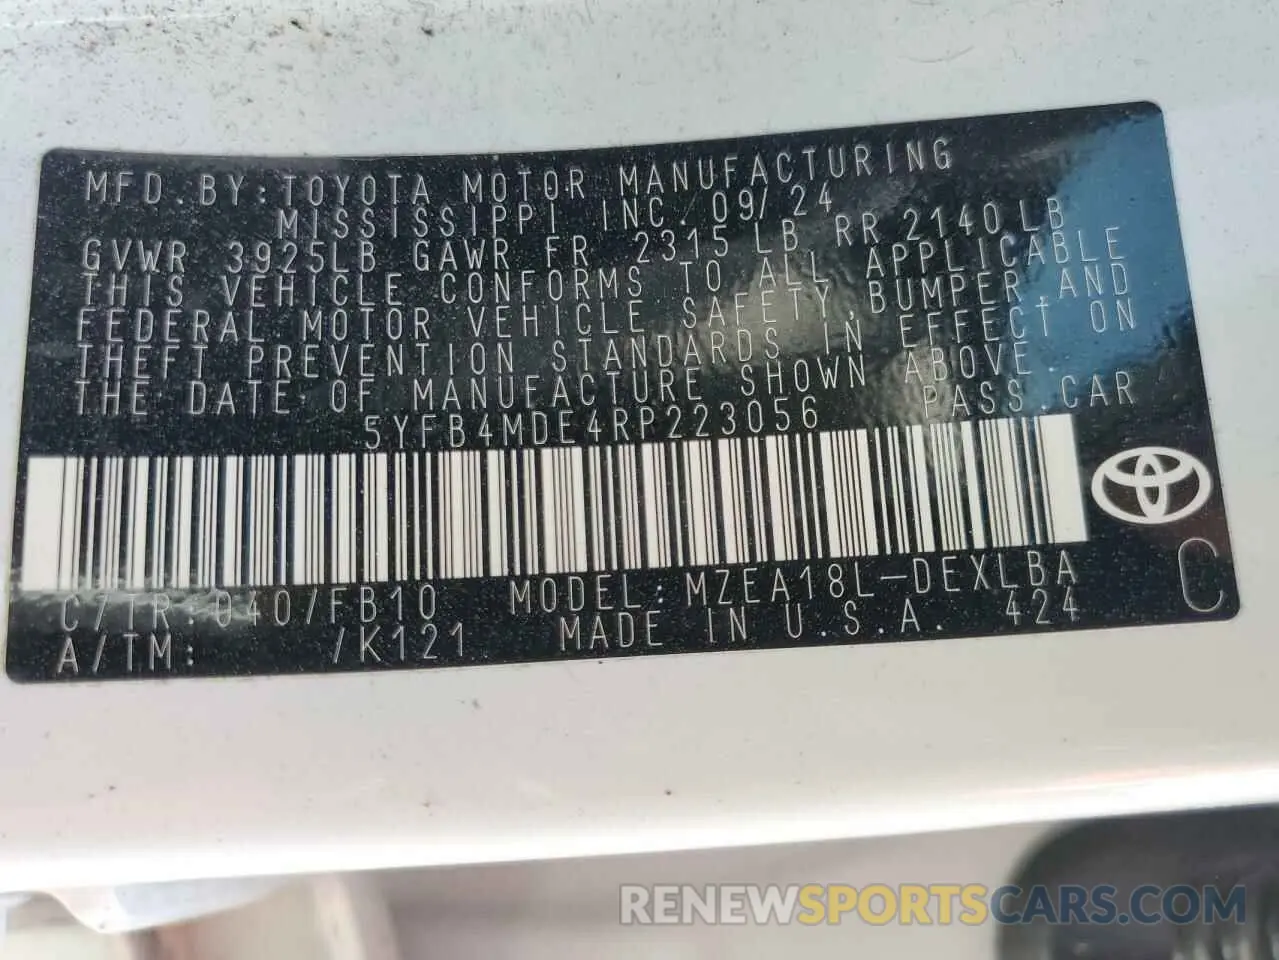 MFD.BY:TOYOTA MOTOR MANUFACTURING
MISSISSIPPI INC 09/24
GVWR 3925LB GAWR FR 2315LB RR 2140LB
THIS VEHICLE CONFORMS TO ALL APPLICABLE
FEDERAL MOTOR VEHICLE SAFETY,BUMPER,AND
THEFT PREVENTION STANDARDS IN EFFECT ON
THE DATE OF MANUFACTURE SHOWN ABOVE.
5YFB4MDE4RP223056 PASS.CAR
C/TR:040/FB10 MODEL:MZEA18L-DEXLBA
A/TM: /K121 MADE IN U.S.A. 424
C
RENEWSPORTSCARS.COM